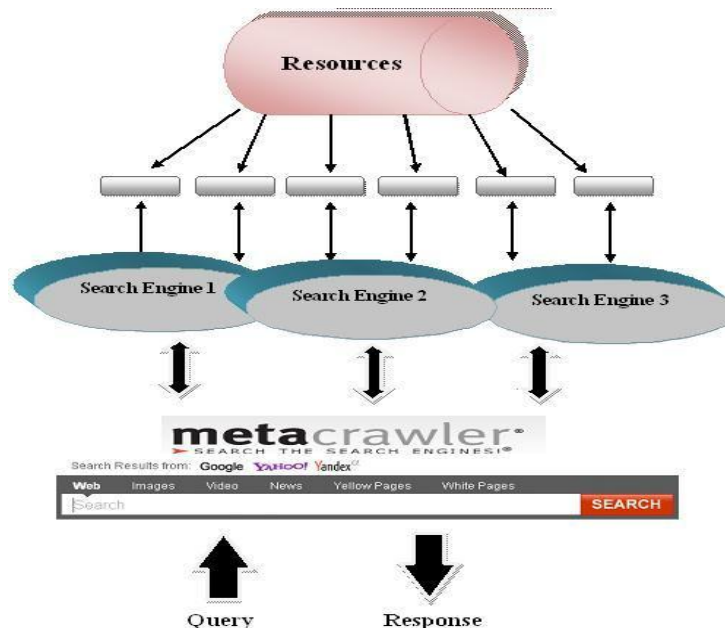 Resources
Search Engine 1
Search Engine 2
Search Engine 3
metacrawler®
SEARCH THE SEARCH ENGINES!®
Search Results from: Google YAHOO! Yandex
Web Images Video News Yellow Pages White Pages
Search SEARCH
Query Response